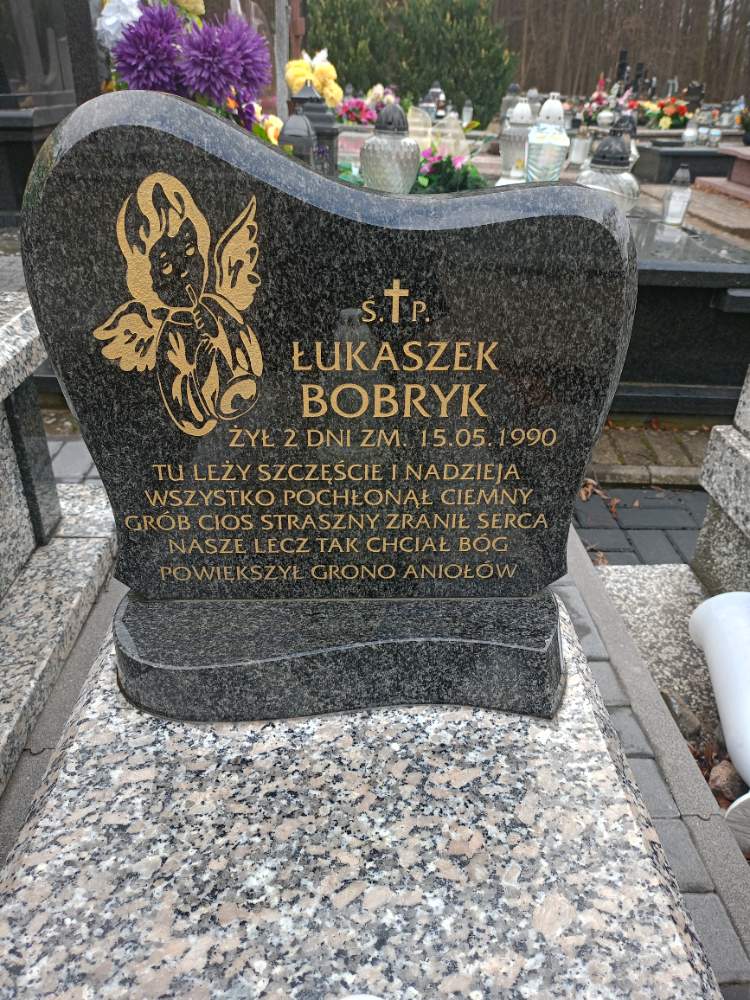 Ś.✝P.
ŁUKASZEK
BOBRYK
ŻYŁ 2 DNI ZM. 15.05.1990
TU LEŻY SZCZĘŚCIE I NADZIEJA
WSZYSTKO POCHŁONĄŁ CIEMNY
GRÓB CIOS STRASZNY ZRANIŁ SERCA
NASZE LECZ TAK CHCIAŁ BÓG
POWIEKSZYŁ GRONO ANIOŁÓW